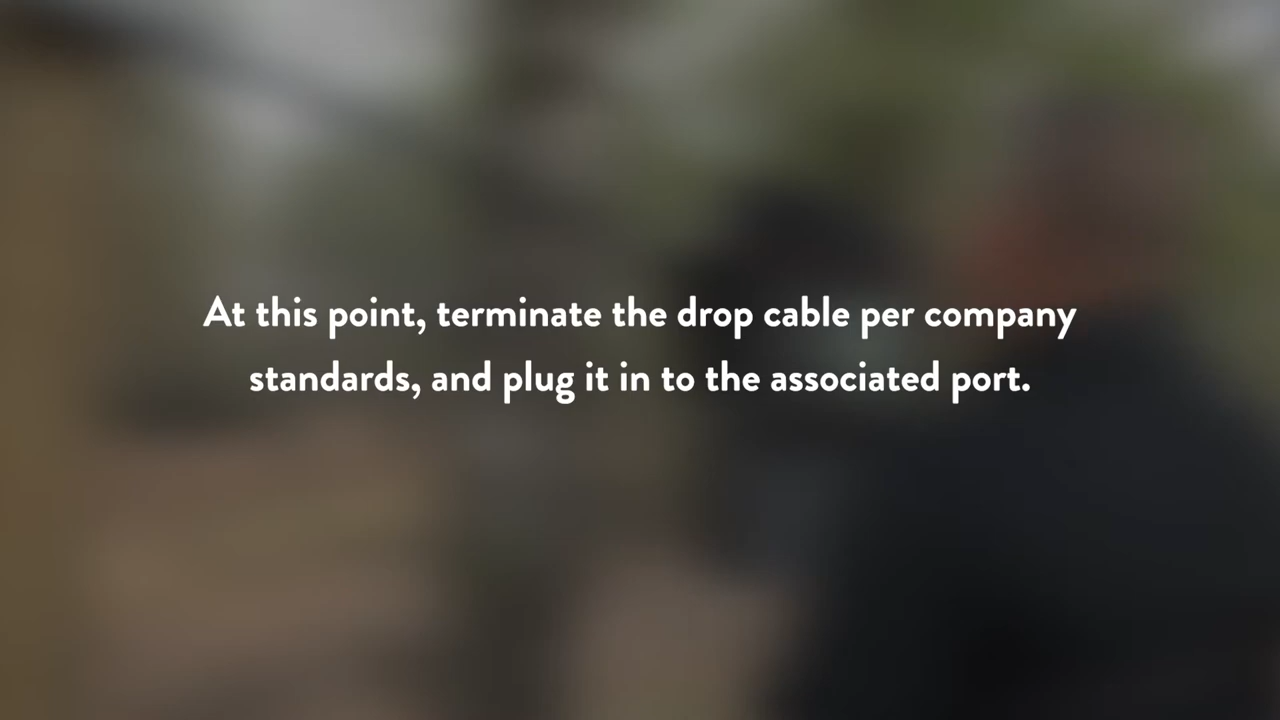 At this point, terminate the drop cable per company
standards, and plug it in to the associated port.